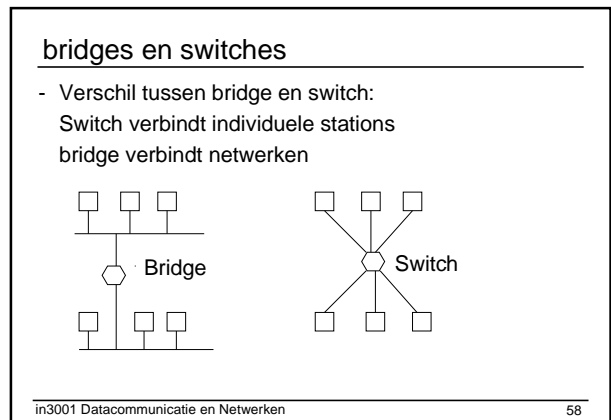 bridges en switches
- Verschil tussen bridge en switch:
Switch verbindt individuele stations
bridge verbindt netwerken
Bridge
Switch
in3001 Datacommunicatie en Netwerken
58